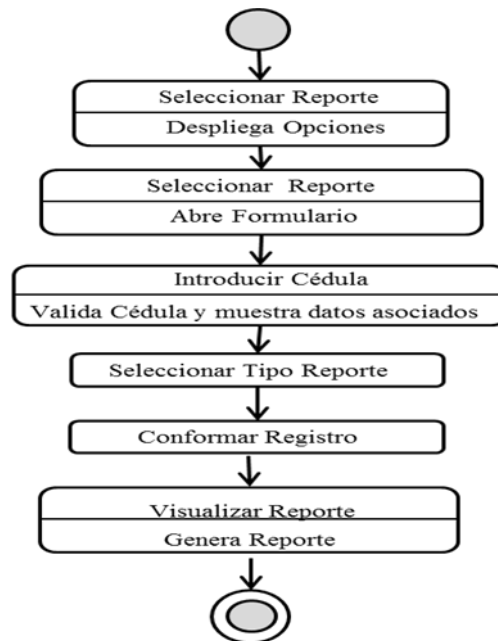 Seleccionar Reporte
Despliega Opciones
Seleccionar Reporte
Abre Formulario
Introducir Cédula
Valida Cédula y muestra datos asociados
Seleccionar Tipo Reporte
Conformar Registro
Visualizar Reporte
Genera Reporte